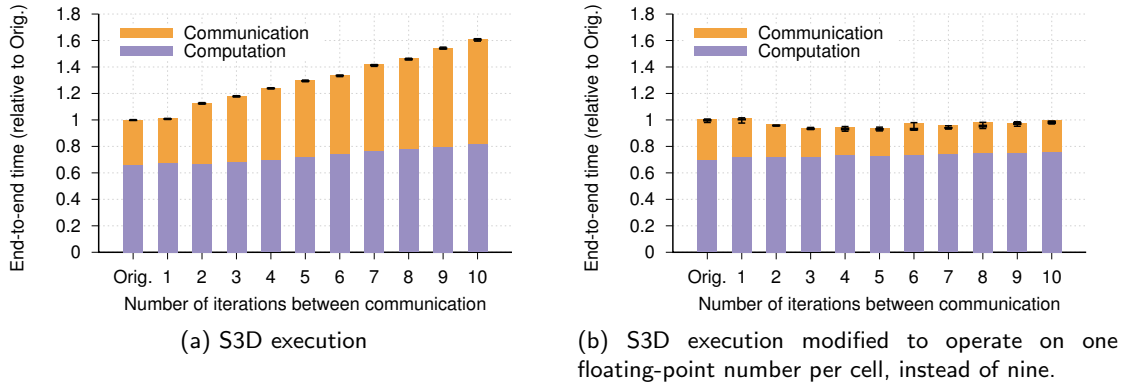 End-to-end time (relative to Orig.)
1.8
1.6
1.4
1.2
1
0.8
0.6
0.4
0.2
0
Communication
Computation
Orig. 1 2 3 4 5 6 7 8 9 10
Number of iterations between communication
(a) S3D execution
End-to-end time (relative to Orig.)
1.8
1.6
1.4
1.2
1
0.8
0.6
0.4
0.2
0
Communication
Computation
Orig. 1 2 3 4 5 6 7 8 9 10
Number of iterations between communication
(b) S3D execution modified to operate on one
floating-point number per cell, instead of nine.